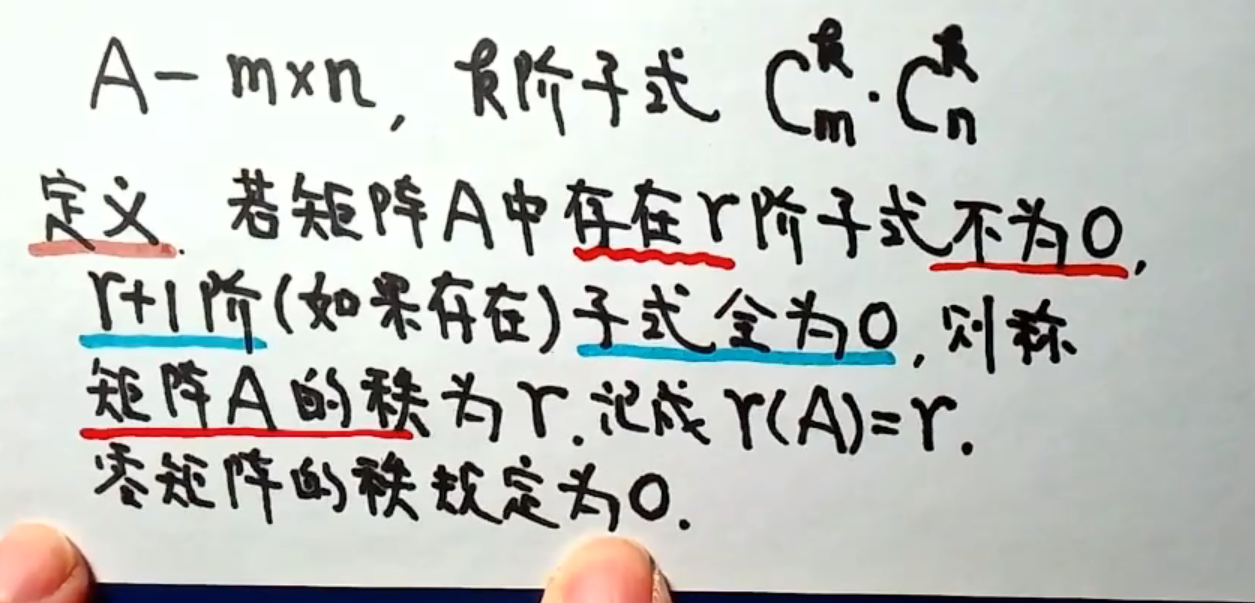 A — m×n, k阶子式 C_m^k · C_n^k
定义. 若矩阵A中存在r阶子式不为0,
r+1阶(如果存在)子式全为0, 则称
矩阵A的秩为r. 记成 r(A)=r.
零矩阵的秩规定为0.